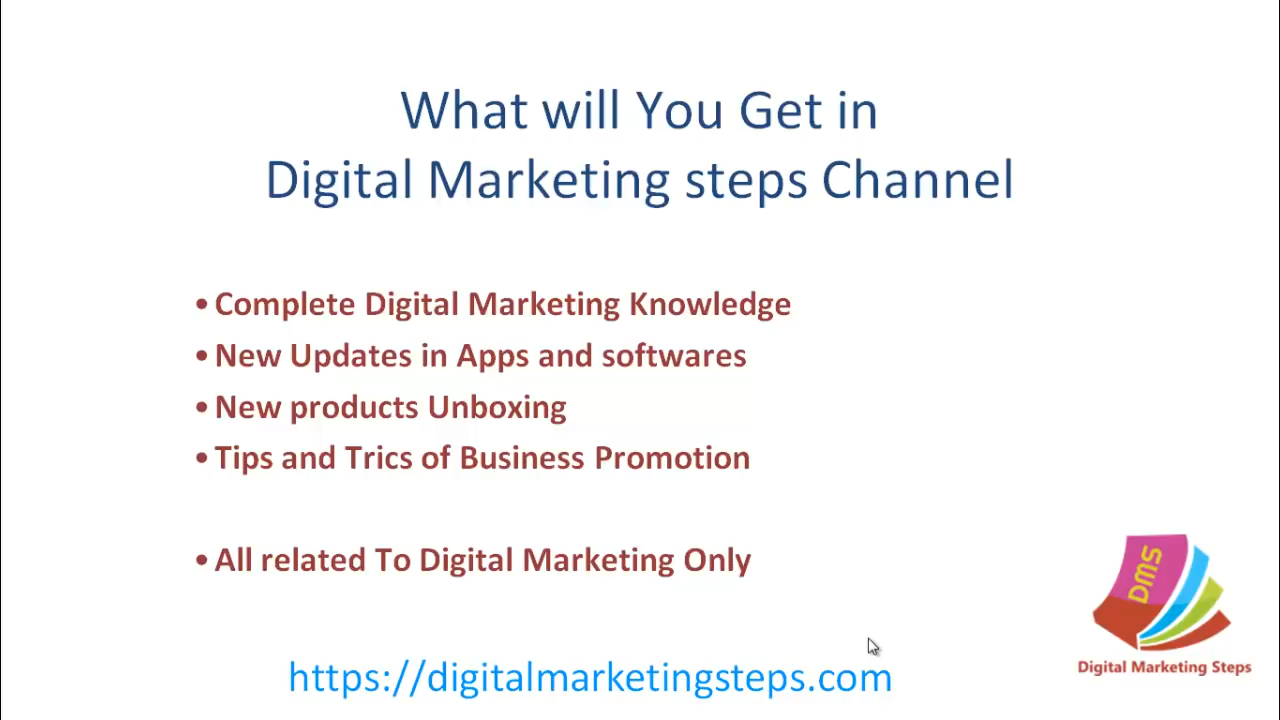 What will You Get in
Digital Marketing steps Channel
• Complete Digital Marketing Knowledge
• New Updates in Apps and softwares
• New products Unboxing
• Tips and Trics of Business Promotion
• All related To Digital Marketing Only
DMS
Digital Marketing Steps
https://digitalmarketingsteps.com